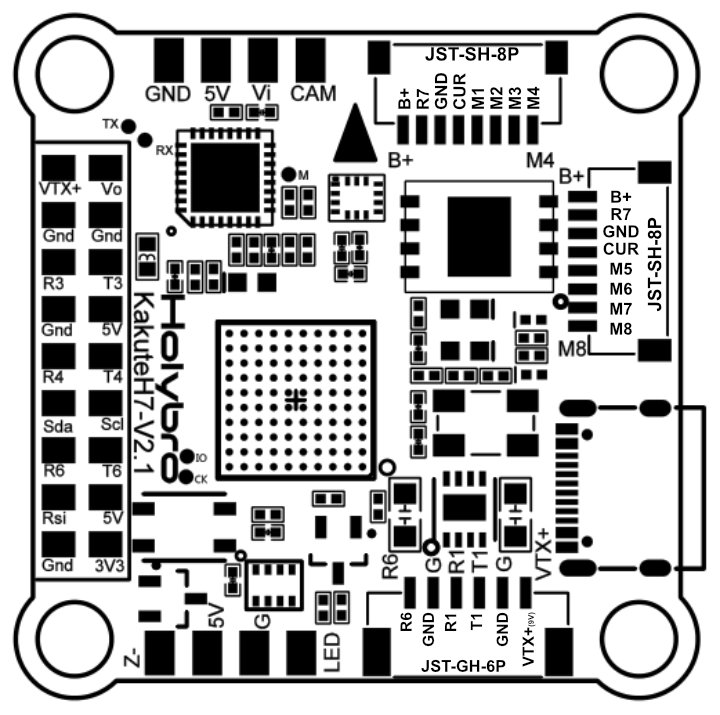 JST-SH-8P
GND 5V Vi CAM
B+ R7 GND CUR M1 M2 M3 M4
TX
RX
B+ M4
M
B+
B+
R7
GND
CUR
M5
M6
M7
M8
JST-SH-8P
M8
VTX+ Vo
Gnd Gnd
R3 T3
Gnd 5V
R4 T4
Sda Scl
R6 T6
Rsi 5V
Gnd 3V3
KakuteH7-V2.1
Holybro
IO
CK
R6 G R1 T1 G VTX+
R6 GND R1 T1 GND VTX+(9V)
JST-GH-6P
Z- 5V G LED